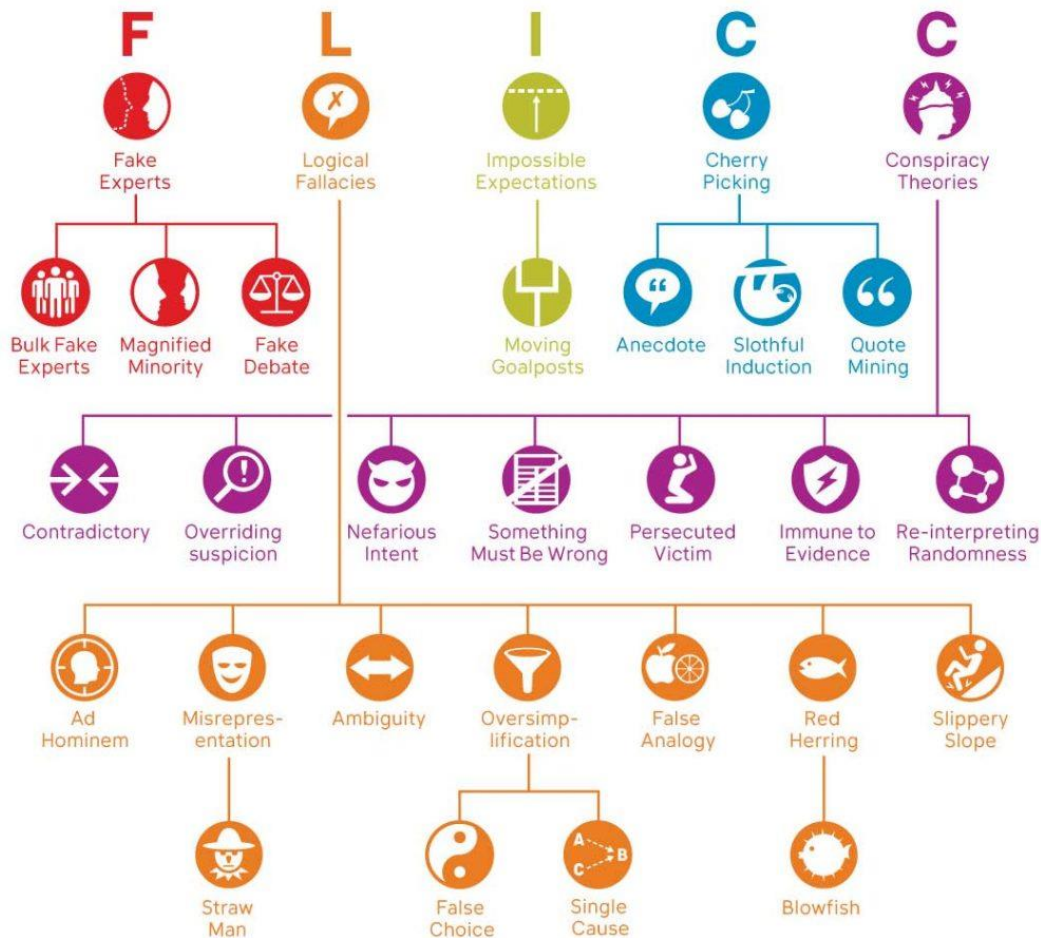 F
L
I
C
C
Fake
Experts
Logical
Fallacies
Impossible
Expectations
Cherry
Picking
Conspiracy
Theories
Bulk Fake
Experts
Magnified
Minority
Fake
Debate
Moving
Goalposts
Anecdote
Slothful
Induction
Quote
Mining
Contradictory
Overriding
suspicion
Nefarious
Intent
Something
Must Be Wrong
Persecuted
Victim
Immune to
Evidence
Re-interpreting
Randomness
Ad
Hominem
Misrepres-
entation
Ambiguity
Oversimp-
lification
False
Analogy
Red
Herring
Slippery
Slope
Straw
Man
False
Choice
A
B
C
Single
Cause
Blowfish